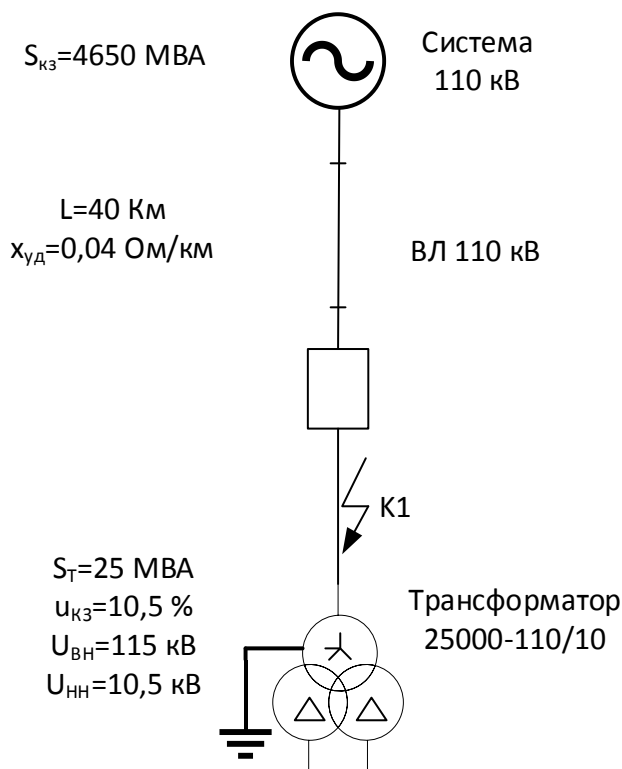 Sкз=4650 МВА
Система
110 кВ
L=40 Км
xуд=0,04 Ом/км
ВЛ 110 кВ
К1
SТ=25 МВА
uКЗ=10,5 %
UВН=115 кВ
UНН=10,5 кВ
Трансформатор
25000-110/10